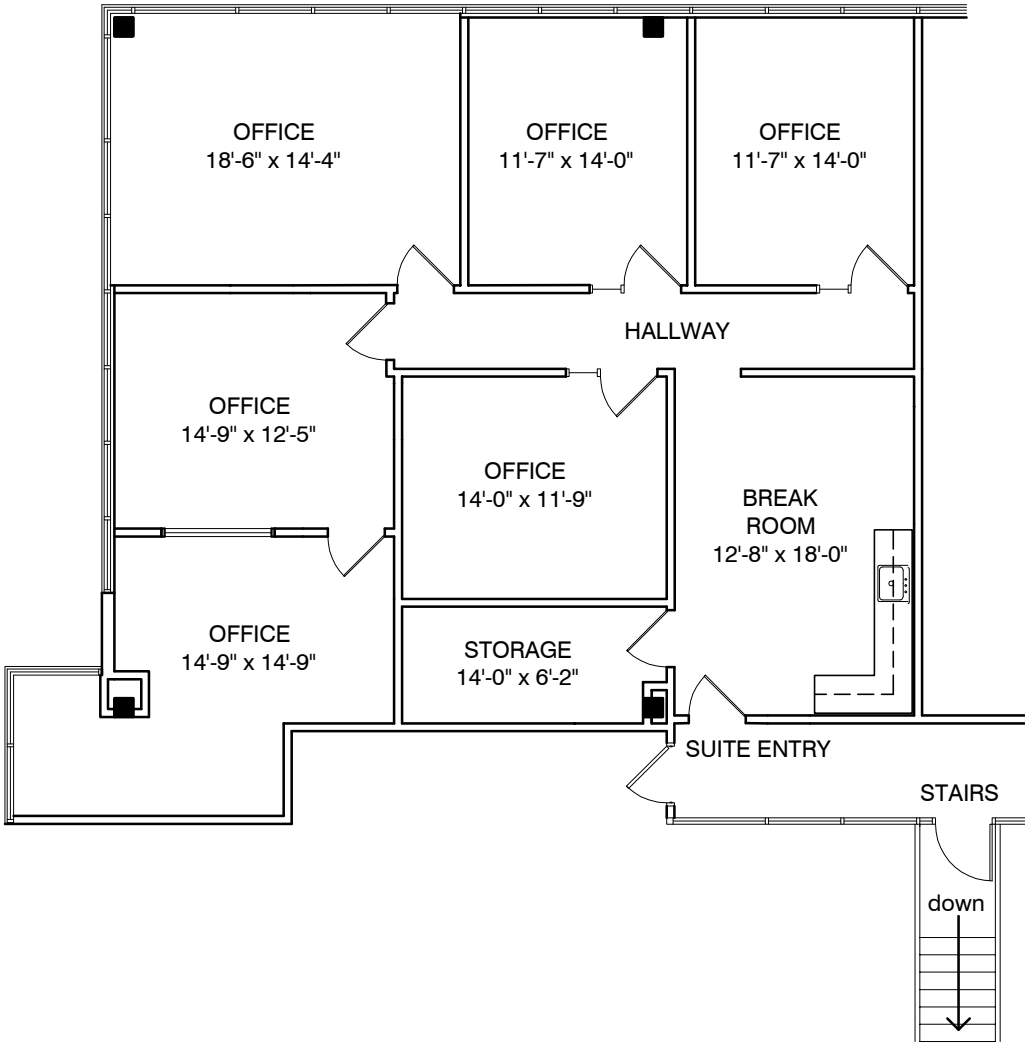 OFFICE
18'-6" x 14'-4"
OFFICE
11'-7" x 14'-0"
OFFICE
11'-7" x 14'-0"
HALLWAY
OFFICE
14'-9" x 12'-5"
OFFICE
14'-0" x 11'-9"
BREAK
ROOM
12'-8" x 18'-0"
OFFICE
14'-9" x 14'-9"
STORAGE
14'-0" x 6'-2"
SUITE ENTRY
STAIRS
down